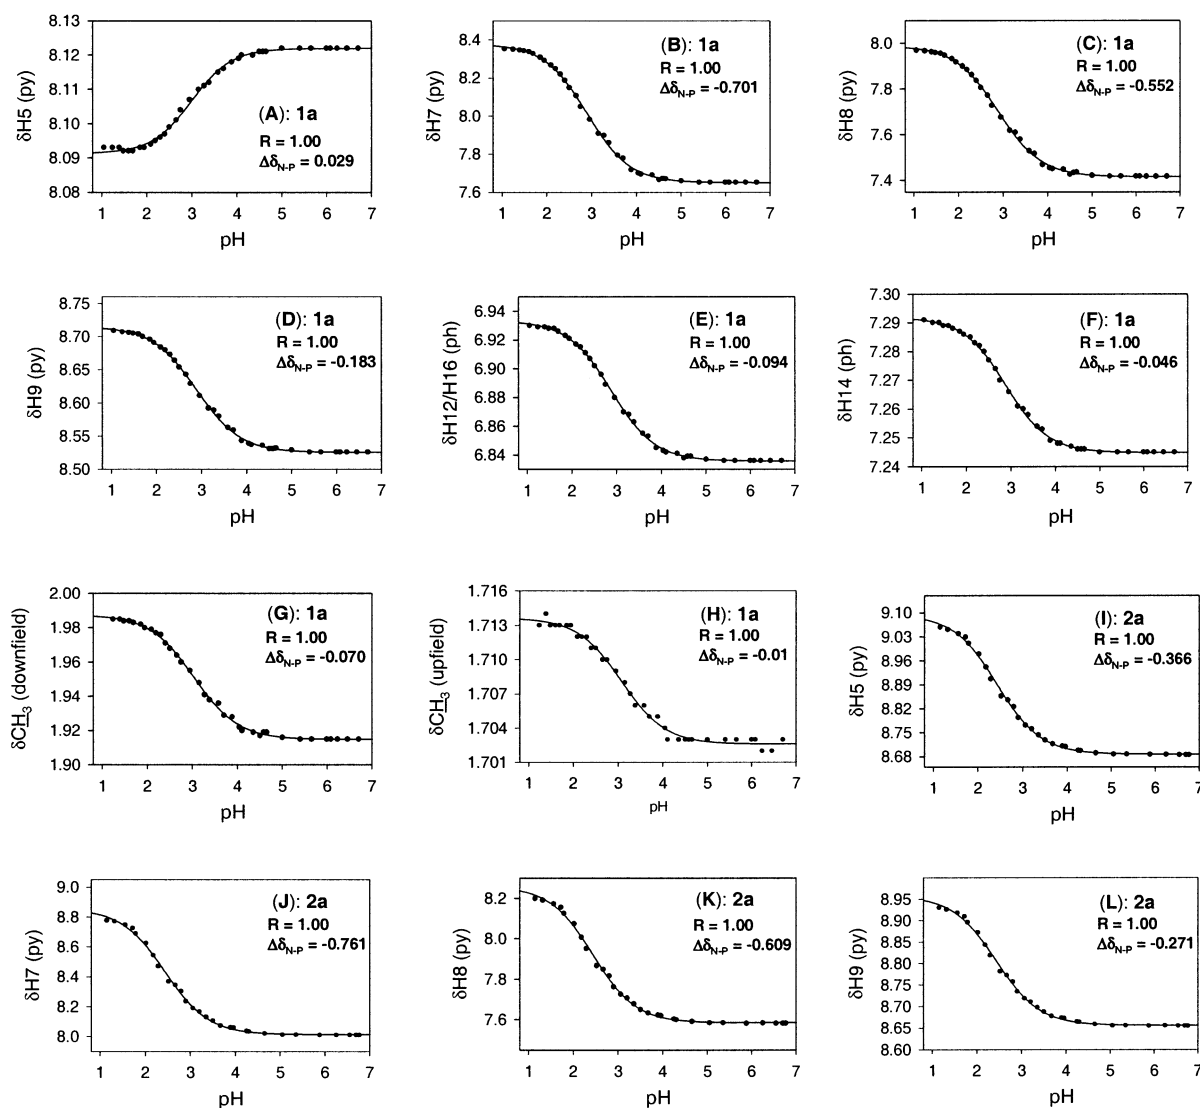 δH5 (py)
8.13
8.12
8.11
8.10
8.09
8.08
(A): 1a
R = 1.00
ΔδN-P = 0.029
1 2 3 4 5 6 7
pH
δH7 (py)
8.4
8.2
8.0
7.8
7.6
(B): 1a
R = 1.00
ΔδN-P = -0.701
1 2 3 4 5 6 7
pH
δH8 (py)
8.0
7.8
7.6
7.4
(C): 1a
R = 1.00
ΔδN-P = -0.552
1 2 3 4 5 6 7
pH
δH9 (py)
8.75
8.70
8.65
8.60
8.55
8.50
(D): 1a
R = 1.00
ΔδN-P = -0.183
1 2 3 4 5 6 7
pH
δH12/H16 (ph)
6.94
6.92
6.90
6.88
6.86
6.84
(E): 1a
R = 1.00
ΔδN-P = -0.094
1 2 3 4 5 6 7
pH
δH14 (ph)
7.30
7.29
7.28
7.27
7.26
7.25
7.24
(F): 1a
R = 1.00
ΔδN-P = -0.046
1 2 3 4 5 6 7
pH
δCH3 (downfield)
2.00
1.98
1.96
1.94
1.92
1.90
(G): 1a
R = 1.00
ΔδN-P = -0.070
1 2 3 4 5 6 7
pH
δCH3 (upfield)
1.716
1.713
1.710
1.707
1.704
1.701
(H): 1a
R = 1.00
ΔδN-P = -0.01
1 2 3 4 5 6 7
pH
δH5 (py)
9.10
9.03
8.96
8.89
8.82
8.75
8.68
(I): 2a
R = 1.00
ΔδN-P = -0.366
1 2 3 4 5 6 7
pH
δH7 (py)
9.0
8.8
8.6
8.4
8.2
8.0
(J): 2a
R = 1.00
ΔδN-P = -0.761
1 2 3 4 5 6 7
pH
δH8 (py)
8.2
8.0
7.8
7.6
(K): 2a
R = 1.00
ΔδN-P = -0.609
1 2 3 4 5 6 7
pH
δH9 (py)
8.95
8.90
8.85
8.80
8.75
8.70
8.65
8.60
(L): 2a
R = 1.00
ΔδN-P = -0.271
1 2 3 4 5 6 7
pH